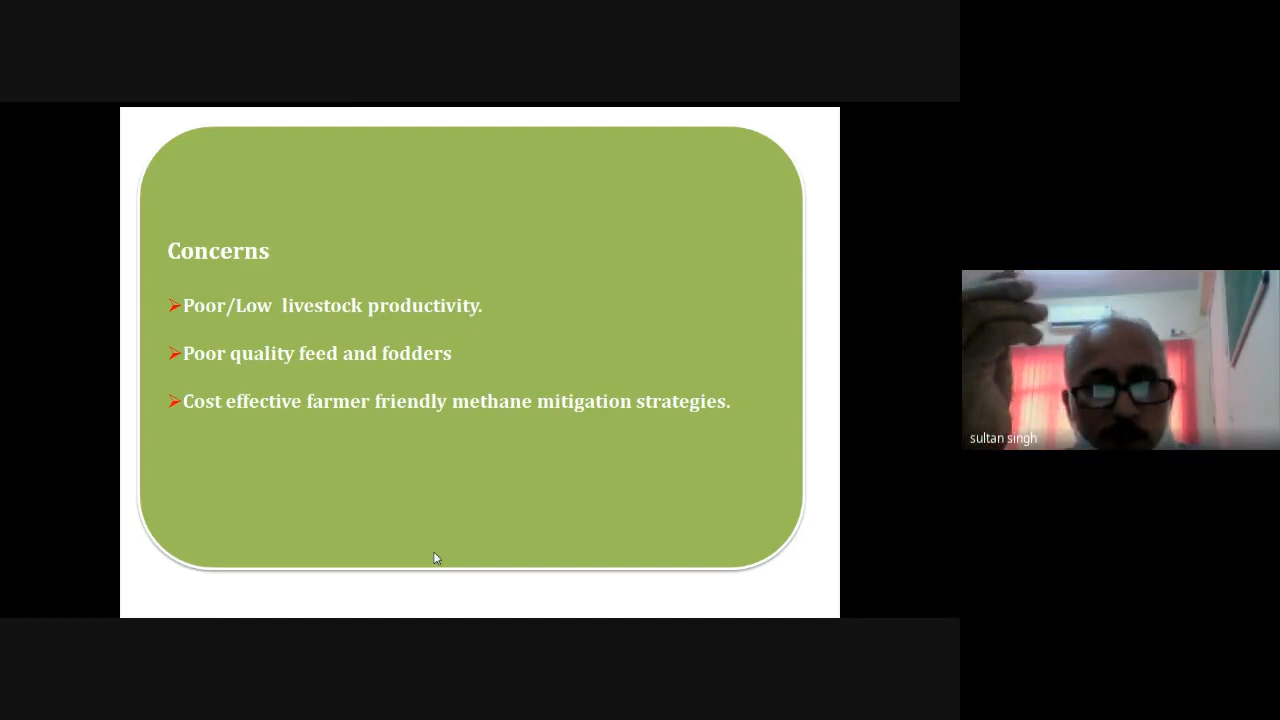 Concerns
➢Poor/Low livestock productivity.
➢Poor quality feed and fodders
➢Cost effective farmer friendly methane mitigation strategies.
sultan singh